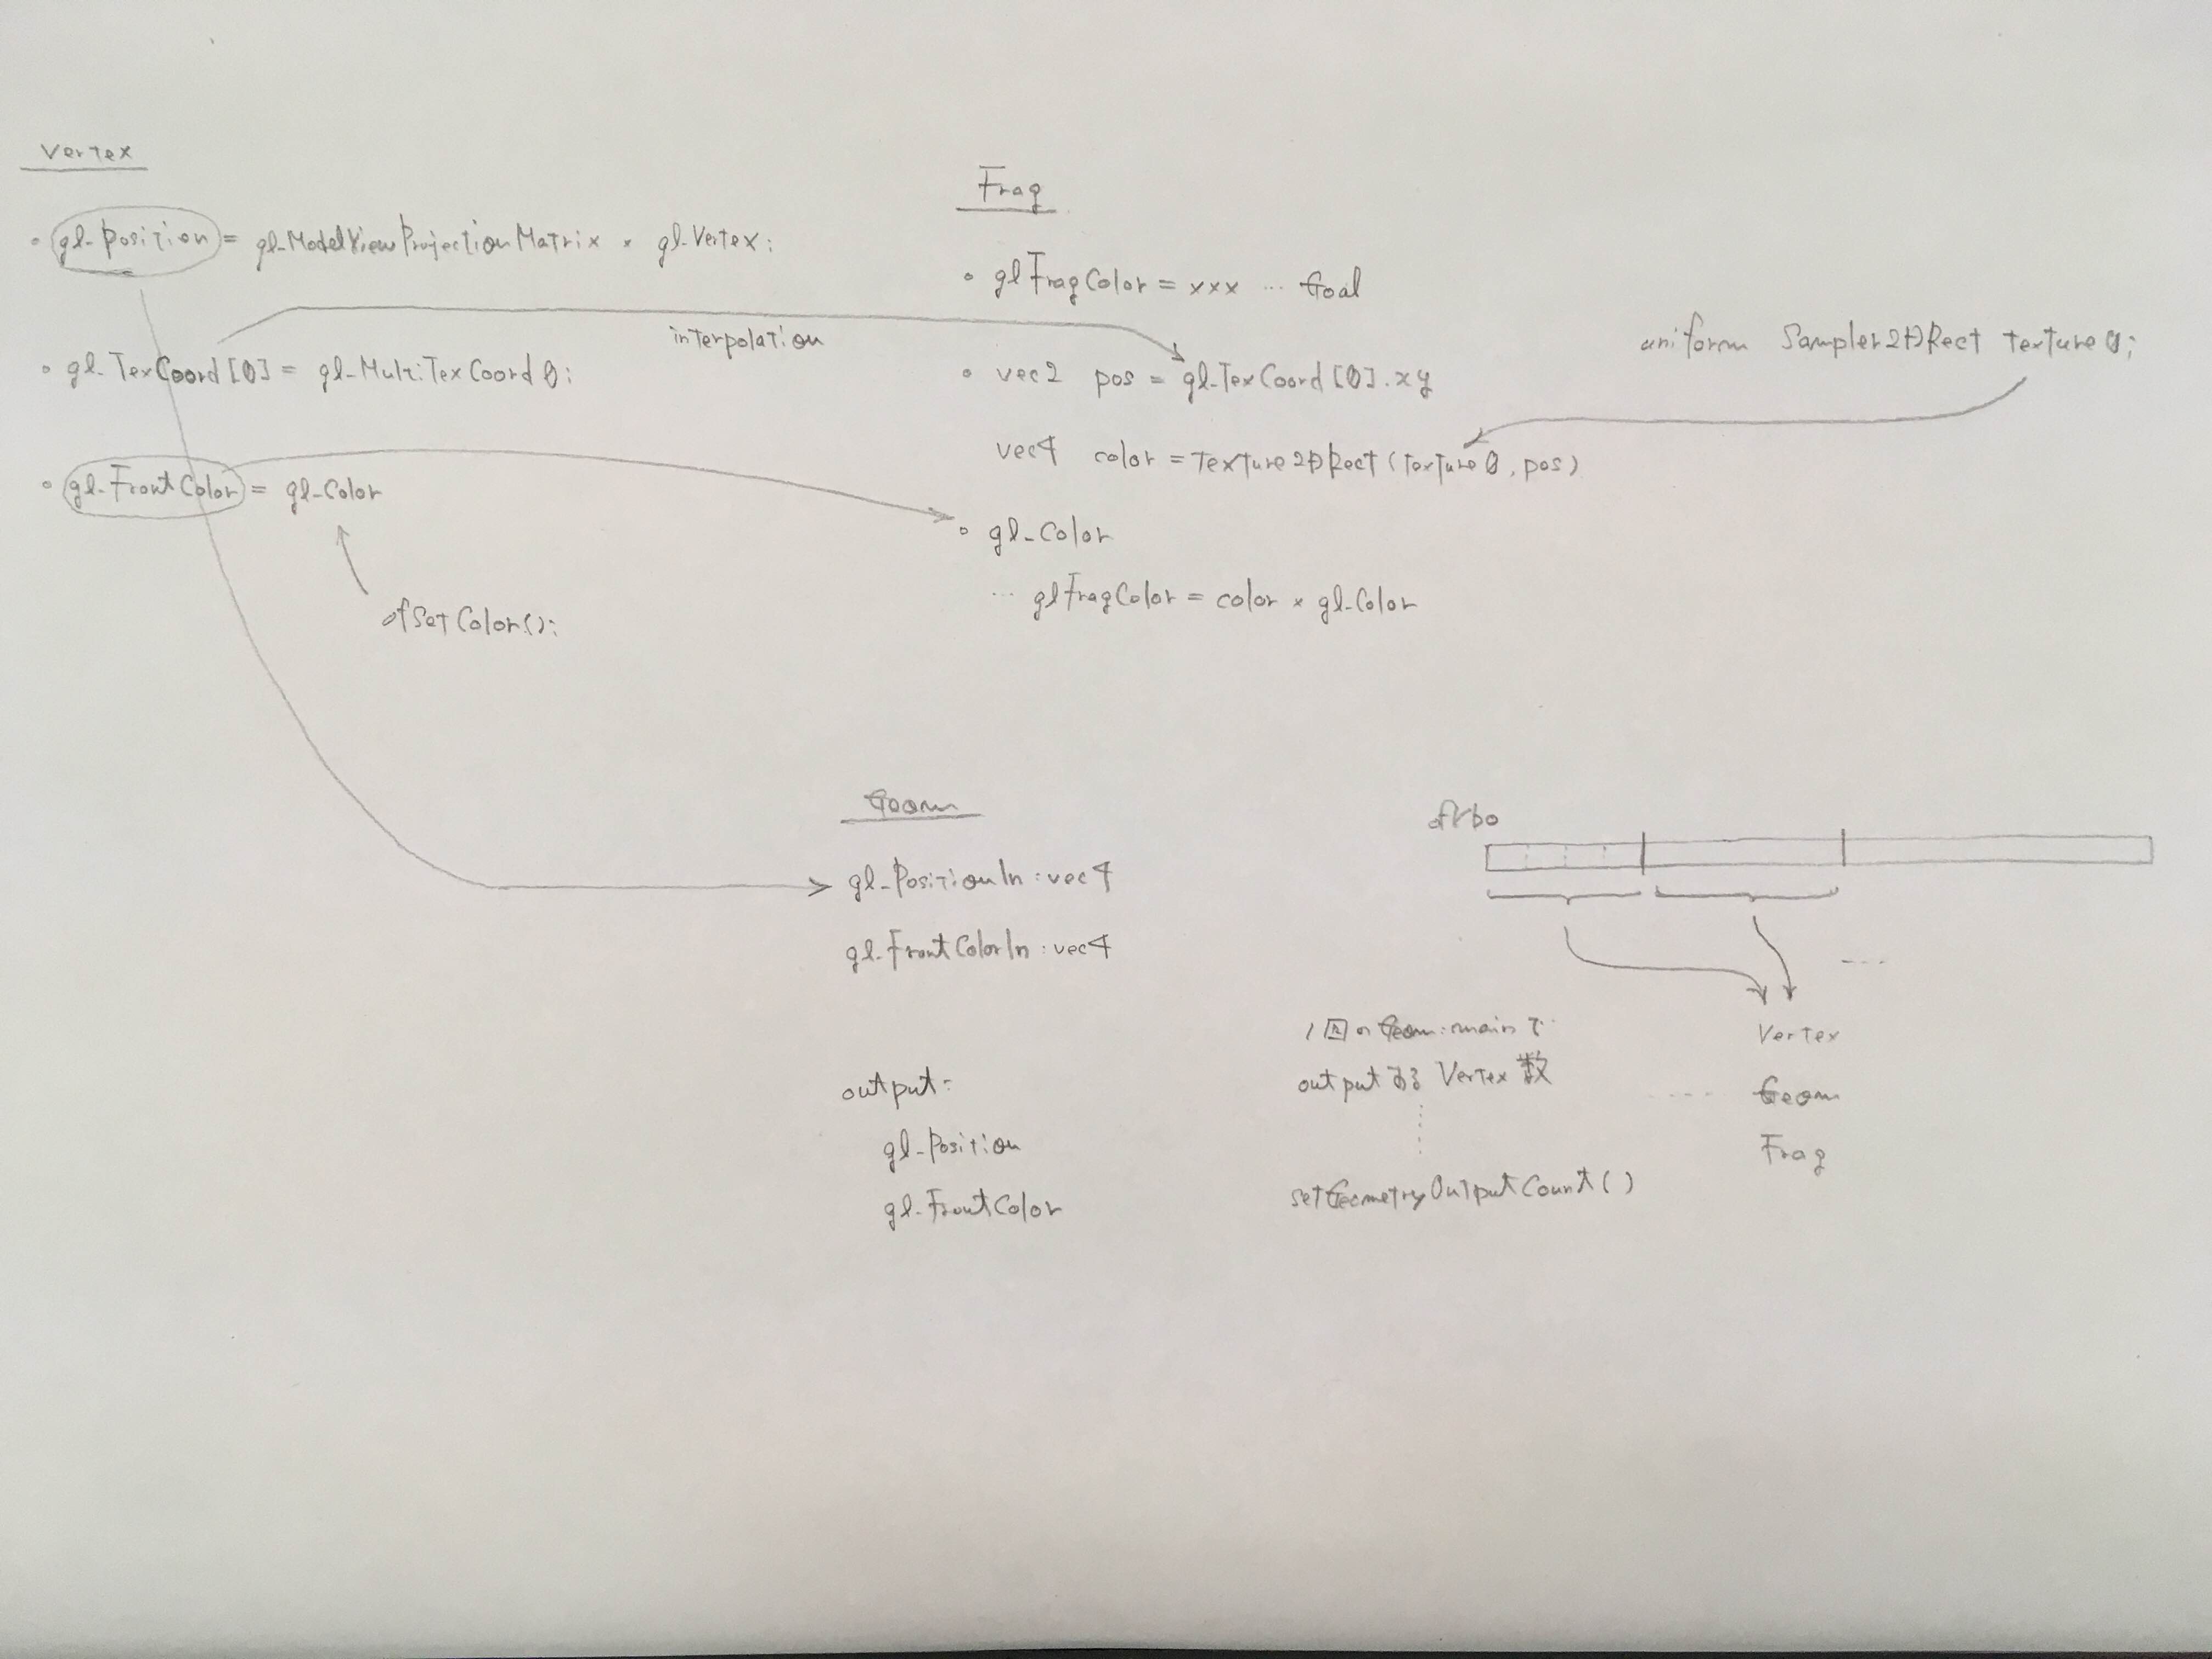 Vertex
gl_Position = gl_ModelViewProjectionMatrix * gl_Vertex;
gl_TexCoord[0] = gl_MultiTexCoord0;
gl_FrontColor = gl_Color
ofSetColor();
interpolation
Frag
glFragColor = xxx ... Goal
vec2 pos = gl_TexCoord[0].xy
vec4 color = texture2DRect(texture0, pos)
uniform Sampler2DRect texture0;
gl_Color
... glFragColor = color * gl_Color
Geom
gl_PositionIn : vec4
gl_FrontColorIn : vec4
output:
gl_Position
gl_FrontColor
ofVbo
1回のGeom:mainで
outputする Vertex数
setGeometryOutputCount()
Vertex
Geom
Frag